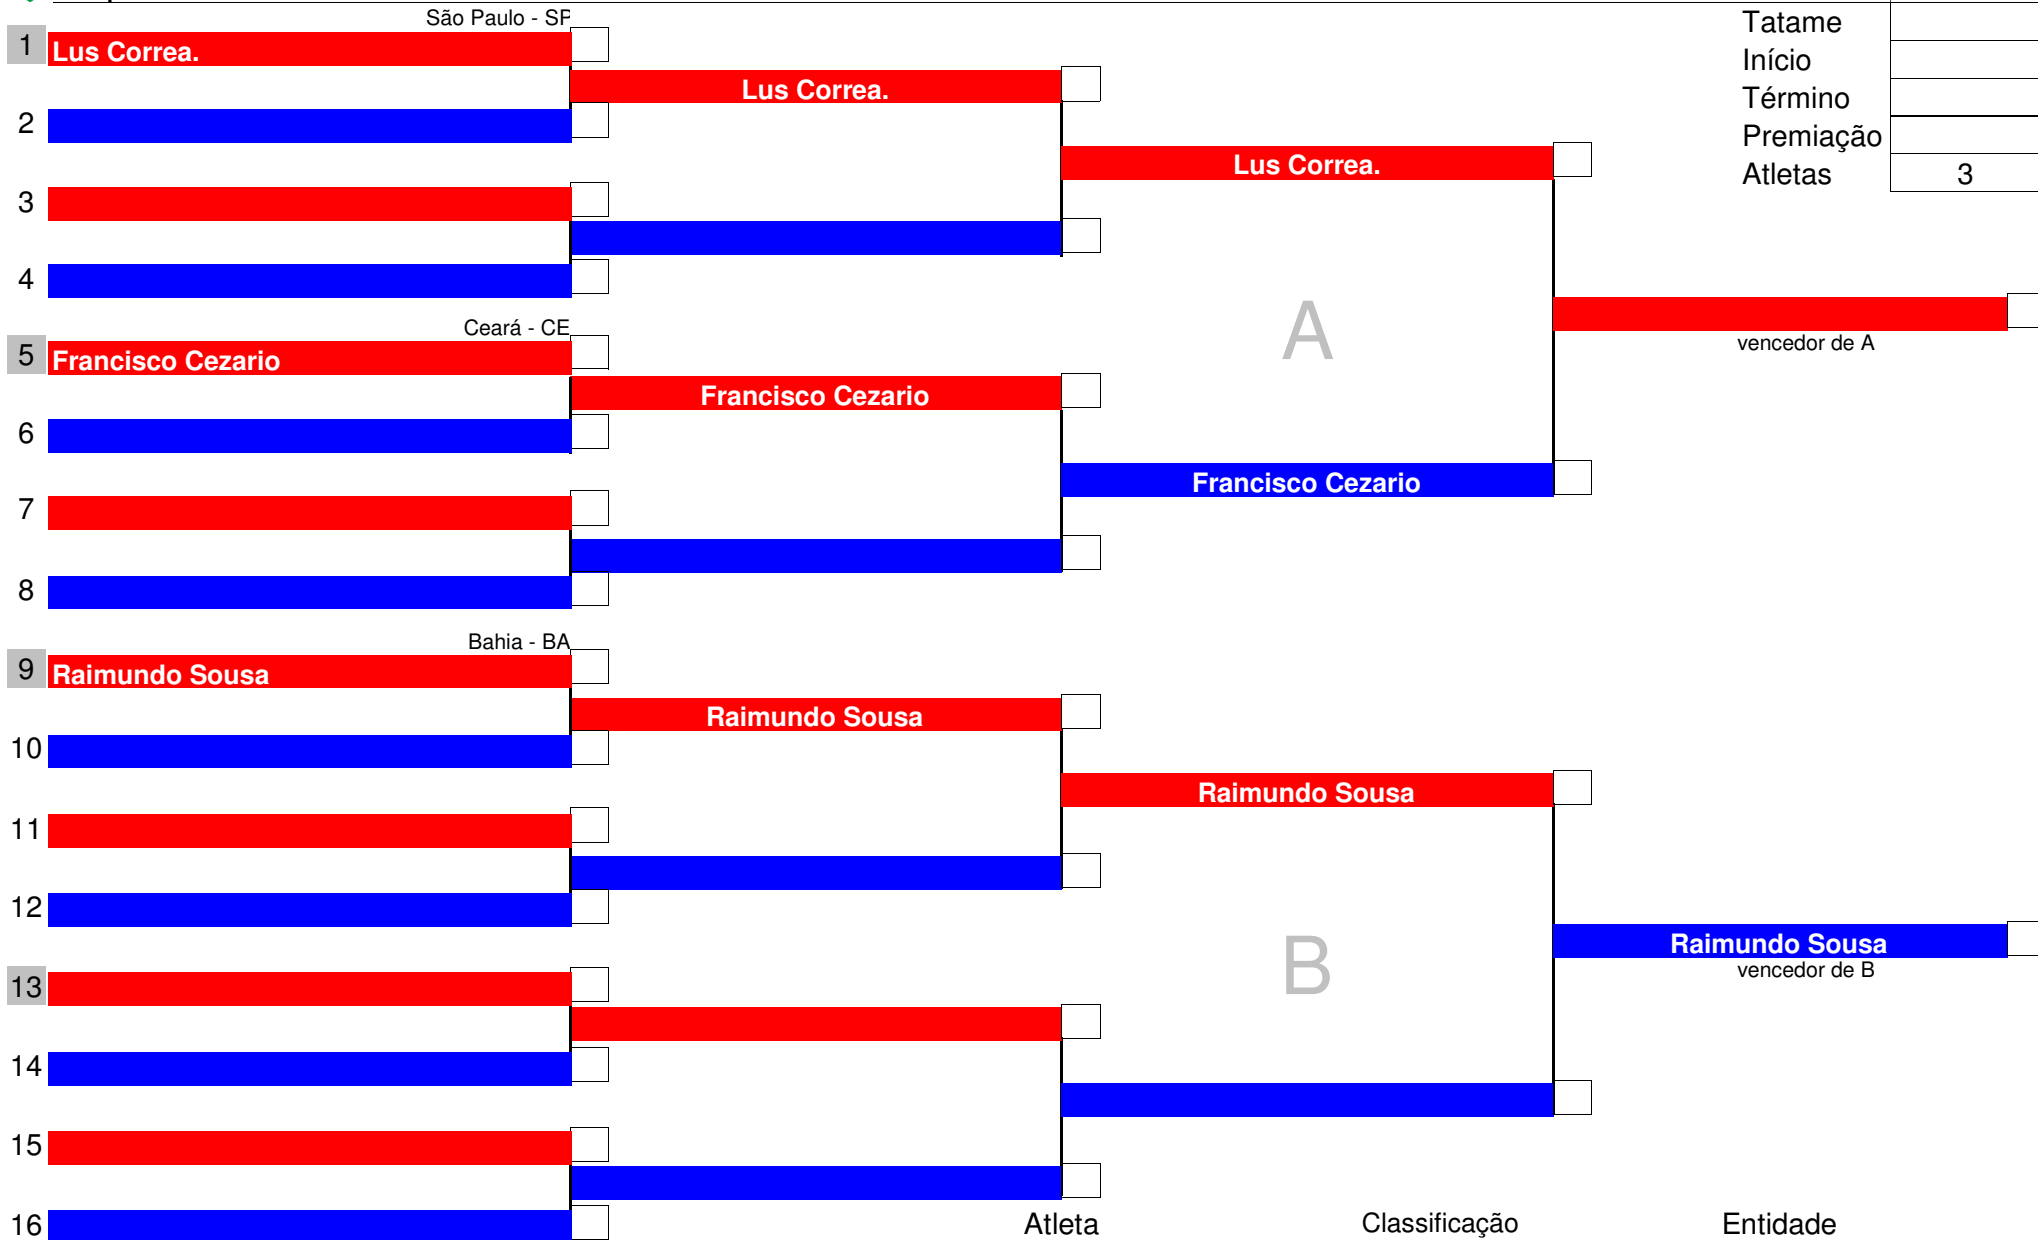 São Paulo - SP
Tatame
1 Lus Correa.
Início
Lus Correa.
Término
2
Premiação
Lus Correa.
Atletas 3
3
4
Ceará - CE
A
vencedor de A
5 Francisco Cezario
Francisco Cezario
6
Francisco Cezario
7
8
Bahia - BA
9 Raimundo Sousa
Raimundo Sousa
10
Raimundo Sousa
11
12
Raimundo Sousa
B
vencedor de B
13
14
15
16
Atleta Classificação Entidade